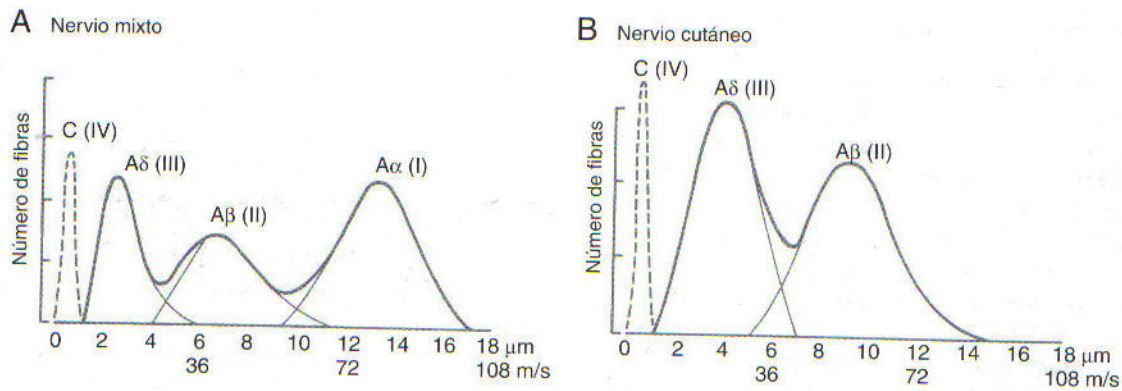 A Nervio mixto
Número de fibras
C (IV)
Aδ (III)
Aβ (II)
Aα (I)
0 2 4 6 8 10 12 14 16 18 µm
36 72 108 m/s
B Nervio cutáneo
Número de fibras
C (IV)
Aδ (III)
Aβ (II)
0 2 4 6 8 10 12 14 16 18 µm
36 72 108 m/s